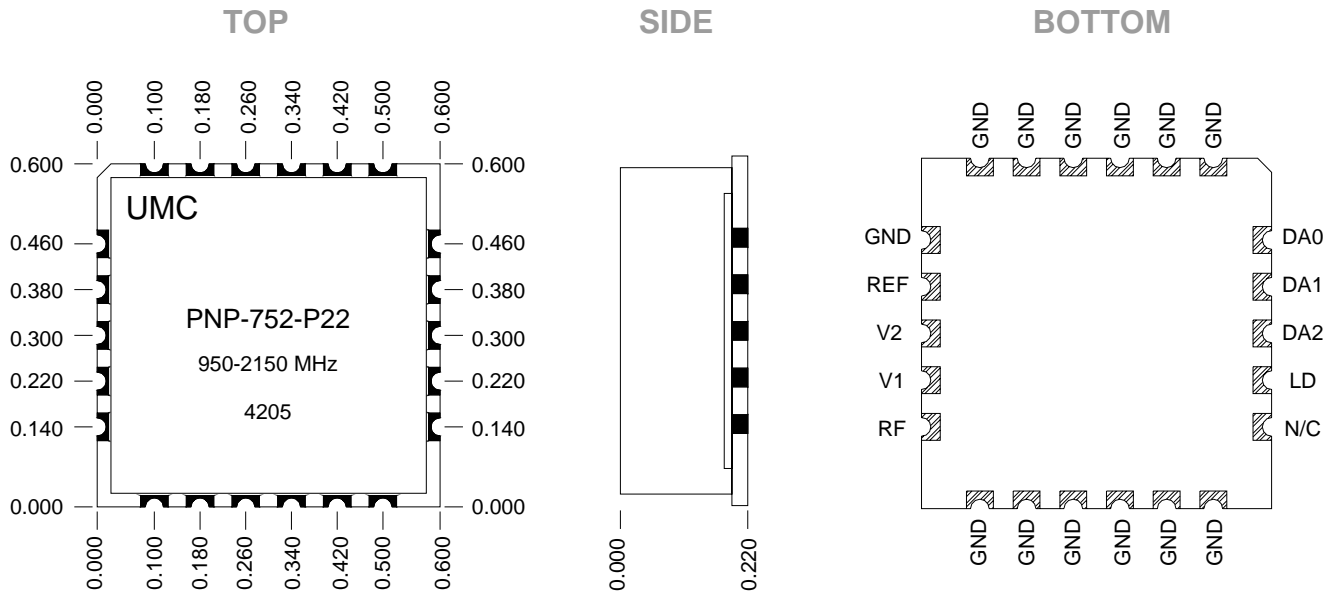 TOP
SIDE
BOTTOM
0.000
0.100
0.180
0.260
0.340
0.420
0.500
0.600
0.600
0.460
0.380
0.300
0.220
0.140
0.000
UMC
PNP-752-P22
950-2150 MHz
4205
0.600
0.460
0.380
0.300
0.220
0.140
0.000
0.000
0.100
0.180
0.260
0.340
0.420
0.500
0.600
0.000
0.220
GND
GND
GND
GND
GND
GND
GND
REF
V2
V1
RF
DA0
DA1
DA2
LD
N/C
GND
GND
GND
GND
GND
GND